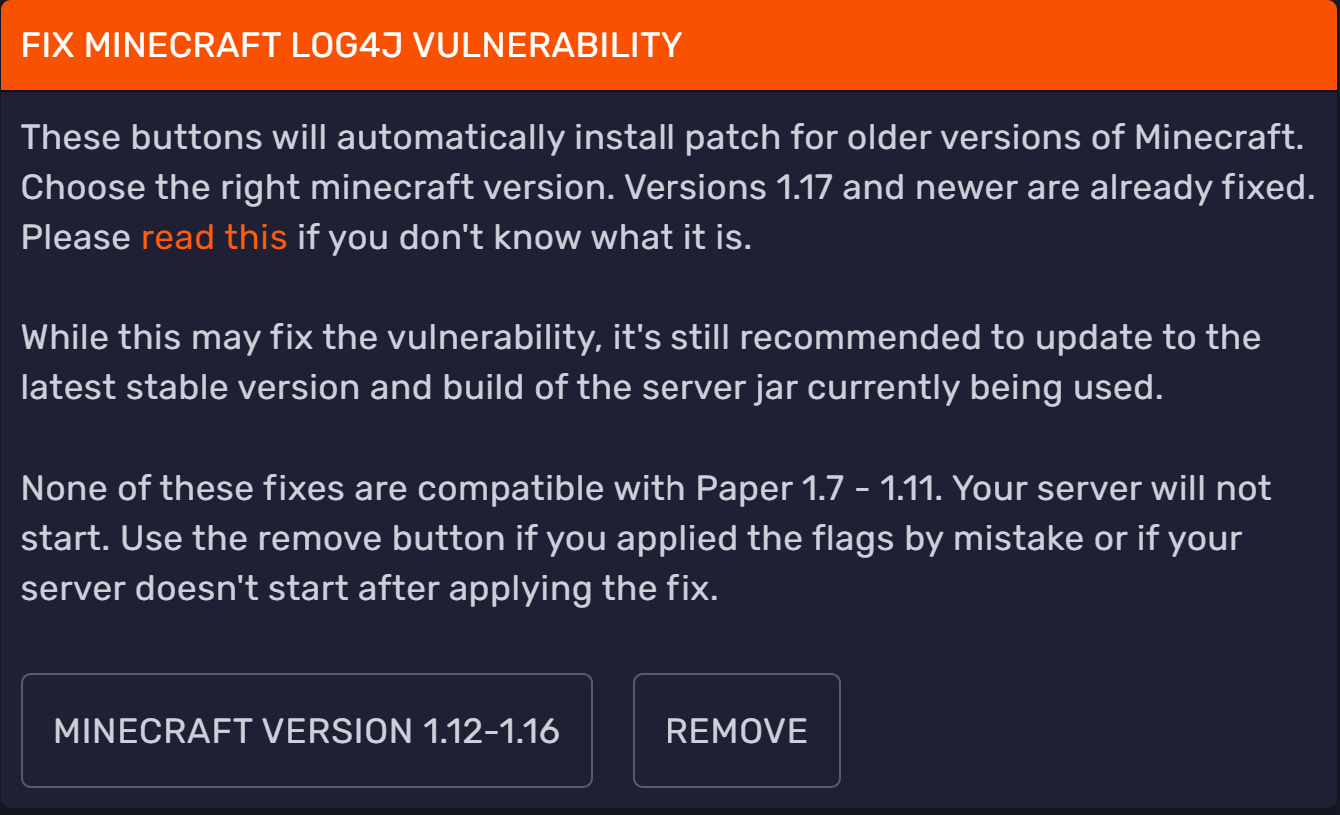 FIX MINECRAFT LOG4J VULNERABILITY
These buttons will automatically install patch for older versions of Minecraft.
Choose the right minecraft version. Versions 1.17 and newer are already fixed.
Please read this if you don't know what it is.
While this may fix the vulnerability, it's still recommended to update to the
latest stable version and build of the server jar currently being used.
None of these fixes are compatible with Paper 1.7 - 1.11. Your server will not
start. Use the remove button if you applied the flags by mistake or if your
server doesn't start after applying the fix.
MINECRAFT VERSION 1.12-1.16
REMOVE